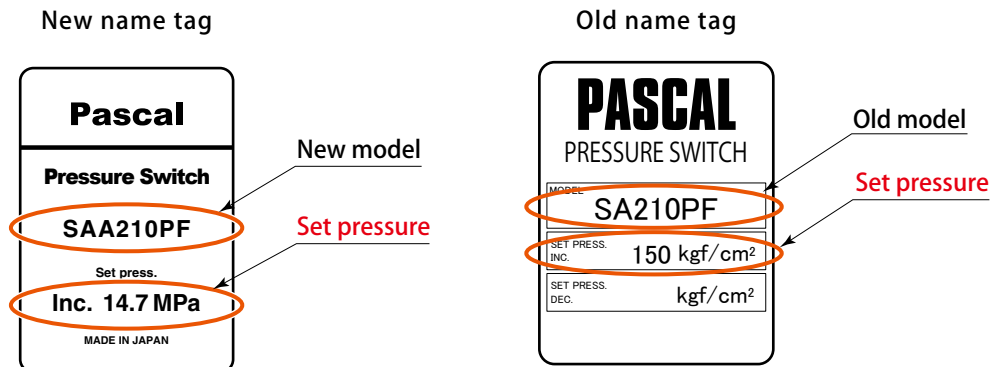 New name tag
Pascal
Pressure Switch
SAA210PF
Set press.
Inc. 14.7 MPa
MADE IN JAPAN
New model
Set pressure
Old name tag
PASCAL
PRESSURE SWITCH
MODEL
SA210PF
SET PRESS.
INC.
150 kgf/cm²
SET PRESS.
DEC.
kgf/cm²
Old model
Set pressure